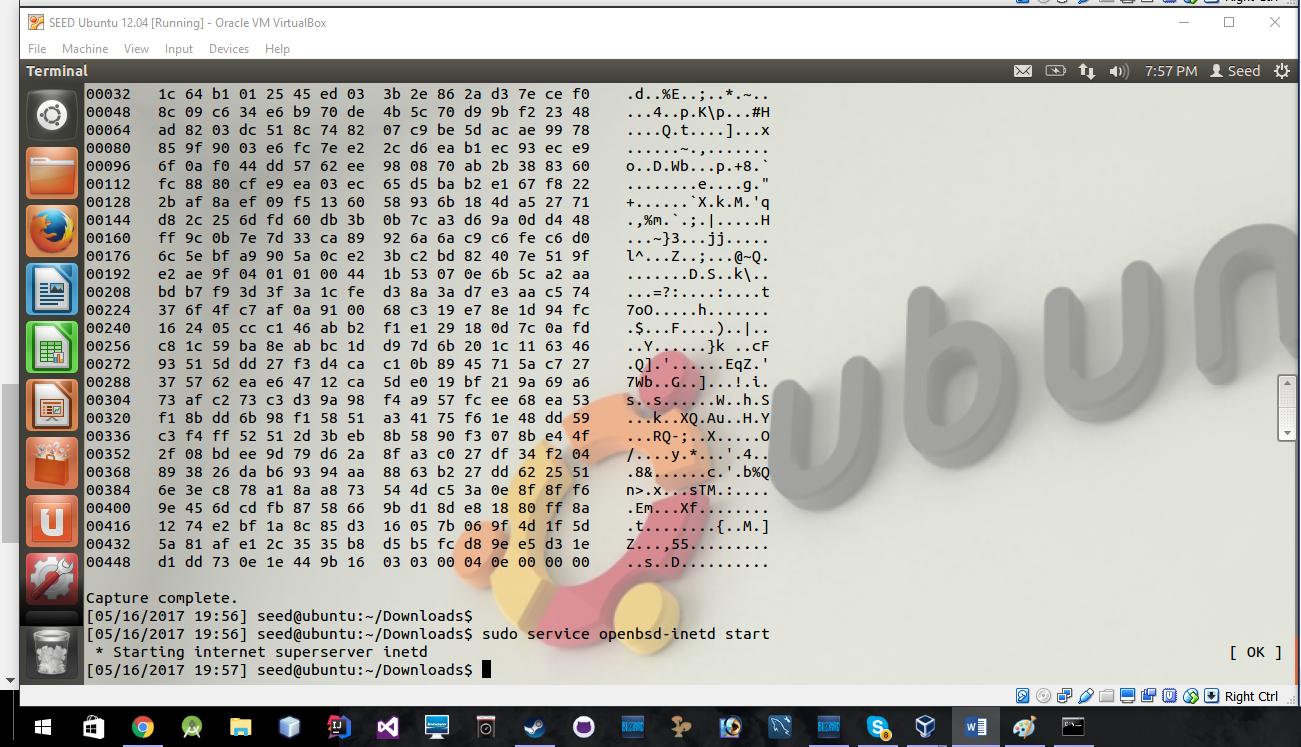 Right Ctrl
SEED Ubuntu 12.04 [Running] - Oracle VM VirtualBox
File Machine View Input Devices Help
Terminal 7:57 PM Seed
00032 1c 64 b1 01 25 45 ed 03 3b 2e 86 2a d3 7e ce f0 .d..%E..;..*.~..
00048 8c 09 c6 34 e6 b9 70 de 4b 5c 70 d9 9b f2 23 48 ...4..p.K\p...#H
00064 ad 82 03 dc 51 8c 74 82 07 c9 be 5d ac ae 99 78 ....Q.t....]...x
00080 85 9f 90 03 e6 fc 7e e2 2c d6 ea b1 ec 93 ec e9 ......~.,.......
00096 6f 0a f0 44 dd 57 62 ee 98 08 70 ab 2b 38 83 60 o..D.Wb...p.+8.`
00112 fc 88 80 cf e9 ea 03 ec 65 d5 ba b2 e1 67 f8 22 ........e....g."
00128 2b af 8a ef 09 f5 13 60 58 93 6b 18 4d a5 27 71 +......`X.k.M.'q
00144 d8 2c 25 6d fd 60 db 3b 0b 7c a3 d6 9a 0d d4 48 .,%m.`.;.|.....H
00160 ff 9c 0b 7e 7d 33 ca 89 92 6a 6a c9 c6 fe c6 d0 ...~}3...jj.....
00176 6c 5e bf a9 90 5a 0c e2 3b c2 bd 82 40 7e 51 9f l^...Z..;...@~Q.
00192 e2 ae 9f 04 01 01 00 44 1b 53 07 0e 6b 5c a2 aa .......D.S..k\..
00208 bd b7 f9 3d 3f 3a 1c fe d3 8a 3a d7 e3 aa c5 74 ...=?:....:....t
00224 37 6f 4f c7 af 0a 91 00 68 c3 19 e7 8e 1d 94 fc 7oO.....h.......
00240 16 24 05 cc c1 46 ab b2 f1 e1 29 18 0d 7c 0a fd .$...F....)..|..
00256 c8 1c 59 ba 8e ab bc 1d d9 7d 6b 20 1c 11 63 46 ..Y......}k ..cF
00272 93 51 5d dd 27 f3 d4 ca c1 0b 89 45 71 5a c7 27 .Q].'......EqZ.'
00288 37 57 62 ea e6 47 12 ca 5d e0 19 bf 21 9a 69 a6 7Wb..G..]...!.i.
00304 73 af c2 73 c3 d3 9a 98 f4 a9 57 fc ee 68 ea 53 s..s......W..h.S
00320 f1 8b dd 6b 98 f1 58 51 a3 41 75 f6 1e 48 dd 59 ...k..XQ.Au..H.Y
00336 c3 f4 ff 52 51 2d 3b eb 8b 58 90 f3 07 8b e4 4f ...RQ-;..X.....O
00352 2f 08 bd ee 9d 79 d6 2a 8f a3 c0 27 df 34 f2 04 /....y.*...'.4..
00368 89 38 26 da b6 93 94 aa 88 63 b2 27 dd 62 25 51 .8&......c.'.b%Q
00384 6e 3e c8 78 a1 8a a8 73 54 4d c5 3a 0e 8f 8f f6 n>.x...sTM.:....
00400 9e 45 6d cd fb 87 58 66 9b d1 8d e8 18 80 ff 8a .Em...Xf........
00416 12 74 e2 bf 1a 8c 85 d3 16 05 7b 06 9f 4d 1f 5d .t........{..M.]
00432 5a 81 af e1 2c 35 35 b8 d5 b5 fc d8 9e e5 d3 1e Z...,55.........
00448 d1 dd 73 0e 1e 44 9b 16 03 03 00 04 0e 00 00 00 ..s..D..........
Capture complete.
[05/16/2017 19:56] seed@ubuntu:~/Downloads$
[05/16/2017 19:56] seed@ubuntu:~/Downloads$ sudo service openbsd-inetd start
* Starting internet superserver inetd [ OK ]
[05/16/2017 19:57] seed@ubuntu:~/Downloads$
Right Ctrl